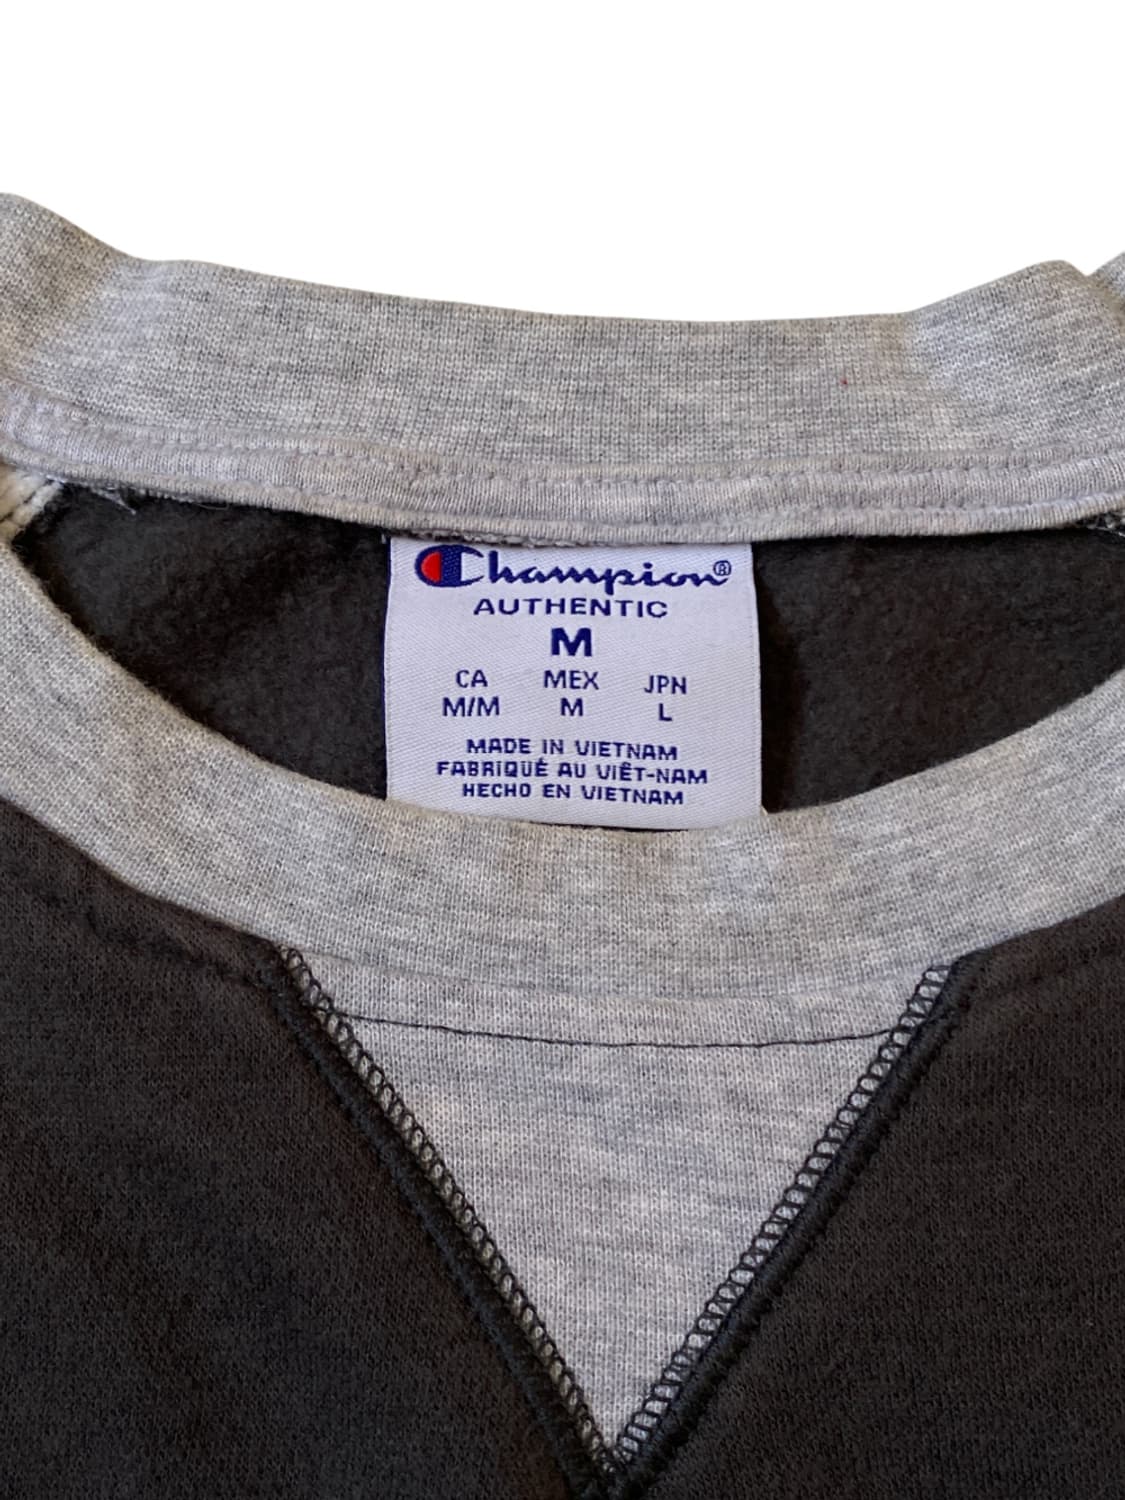 Champion®
AUTHENTIC
M
CA MEX JPN
M/M M L
MADE IN VIETNAM
FABRIQUÉ AU VIÊT-NAM
HECHO EN VIETNAM